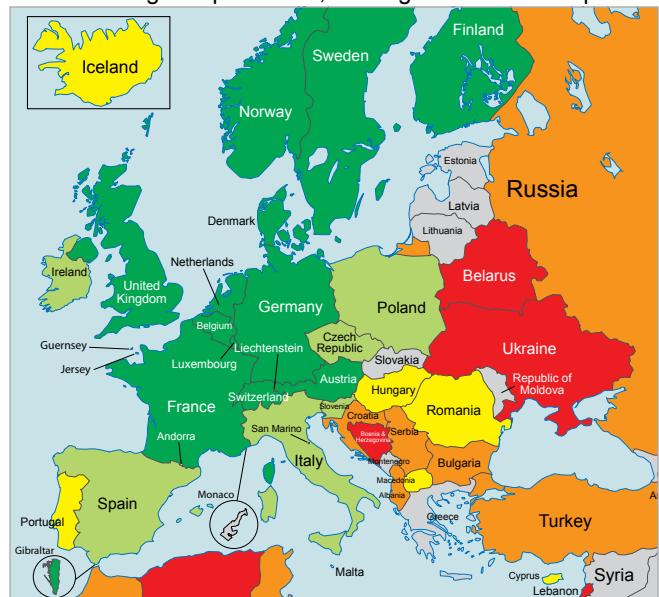 Iceland
Finland
Sweden
Norway
Estonia
Russia
Latvia
Denmark
Lithuania
Netherlands
Ireland
Belarus
United
Kingdom
Germany
Poland
Belgium
Guernsey
Liechtenstein
Czech
Republic
Ukraine
Jersey
Luxembourg
Slovakia
Austria
Republic of
Moldova
Hungary
Switzerland
France
Slovenia
Romania
Croatia
Andorra
San Marino
Bosnia &
Herzegovina
Serbia
Italy
Montenegro
Bulgaria
Macedonia
Spain
Monaco
Albania
Portugal
Greece
Turkey
Gibraltar
Malta
Cyprus
Syria
Lebanon